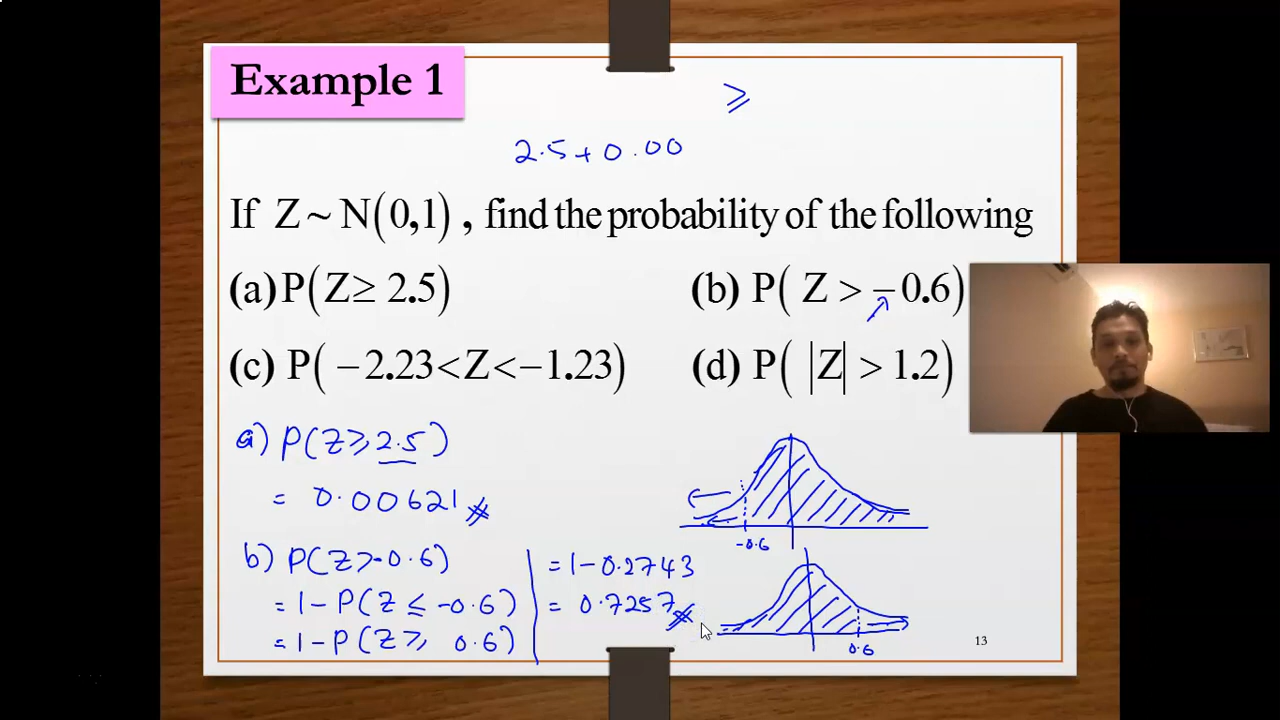 Example 1
≥
2.5+0.00
If Z ~ N(0,1) , find the probability of the following
(a) P(Z≥ 2.5) (b) P( Z > −0.6)
(c) P( −2.23<Z<−1.23) (d) P( |Z| > 1.2)
a) P(Z≥2.5)
= 0.00621
b) P(Z>-0.6)
= 1-P(Z ≤ -0.6)
= 1-P(Z ≥ 0.6)
= 1-0.2743
= 0.7257
-0.6
0.6
13